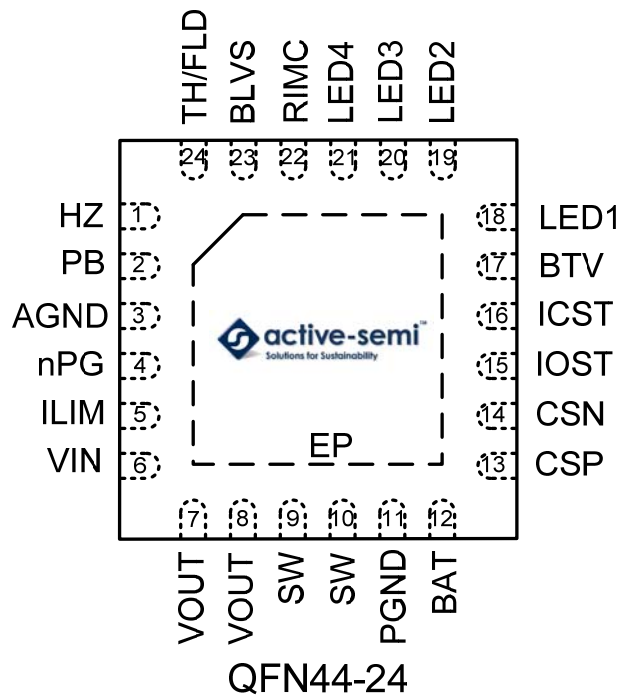 TH/FLD
BLVS
RIMC
LED4
LED3
LED2
24
23
22
21
20
19
HZ 1
18 LED1
PB 2
17 BTV
AGND 3
16 ICST
nPG 4
15 IOST
ILIM 5
14 CSN
VIN 6
13 CSP
active-semi™
Solutions for Sustainability
EP
7
8
9
10
11
12
VOUT
VOUT
SW
SW
PGND
BAT
QFN44-24